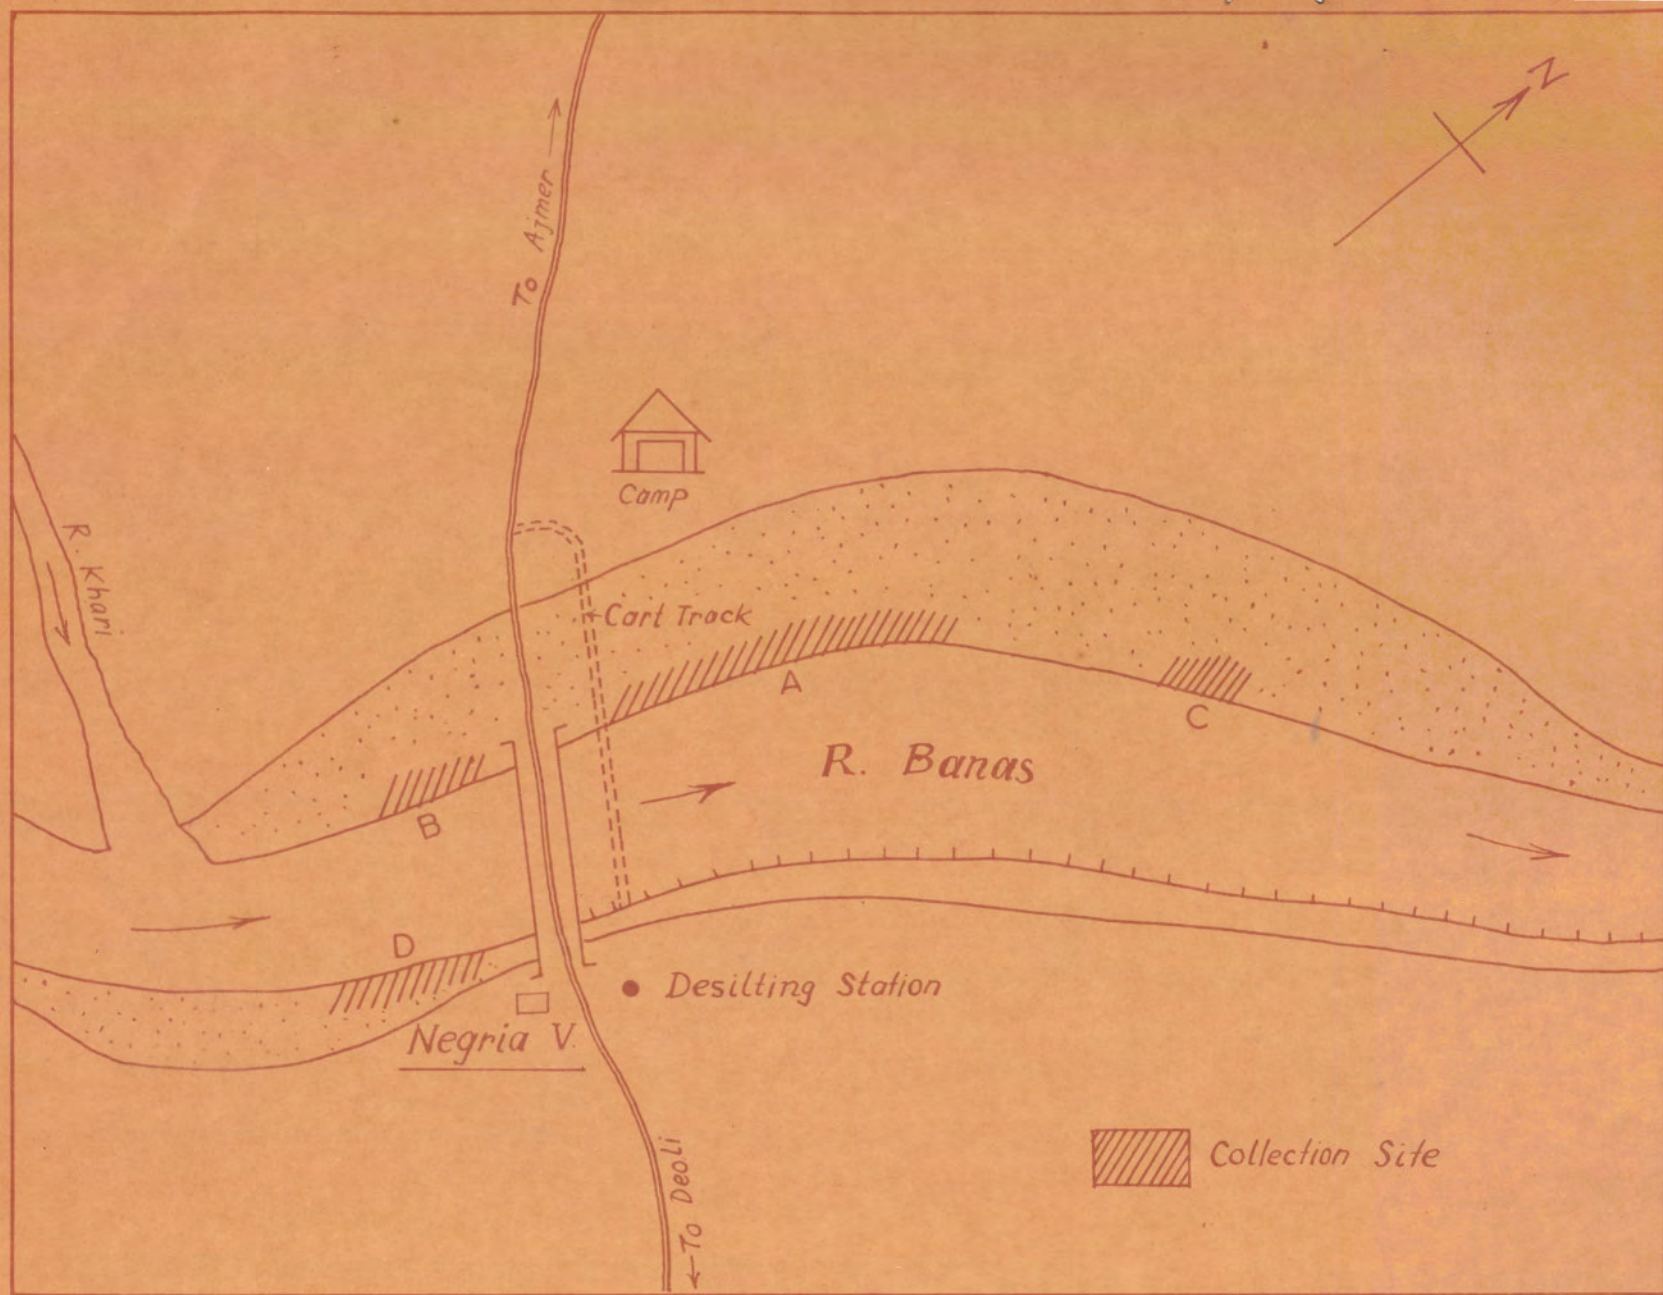 N
To Ajmer
Camp
R. Khari
Cart Track
A
C
B
R. Banas
D
Desilting Station
Negria V.
Collection Site
To Deoli